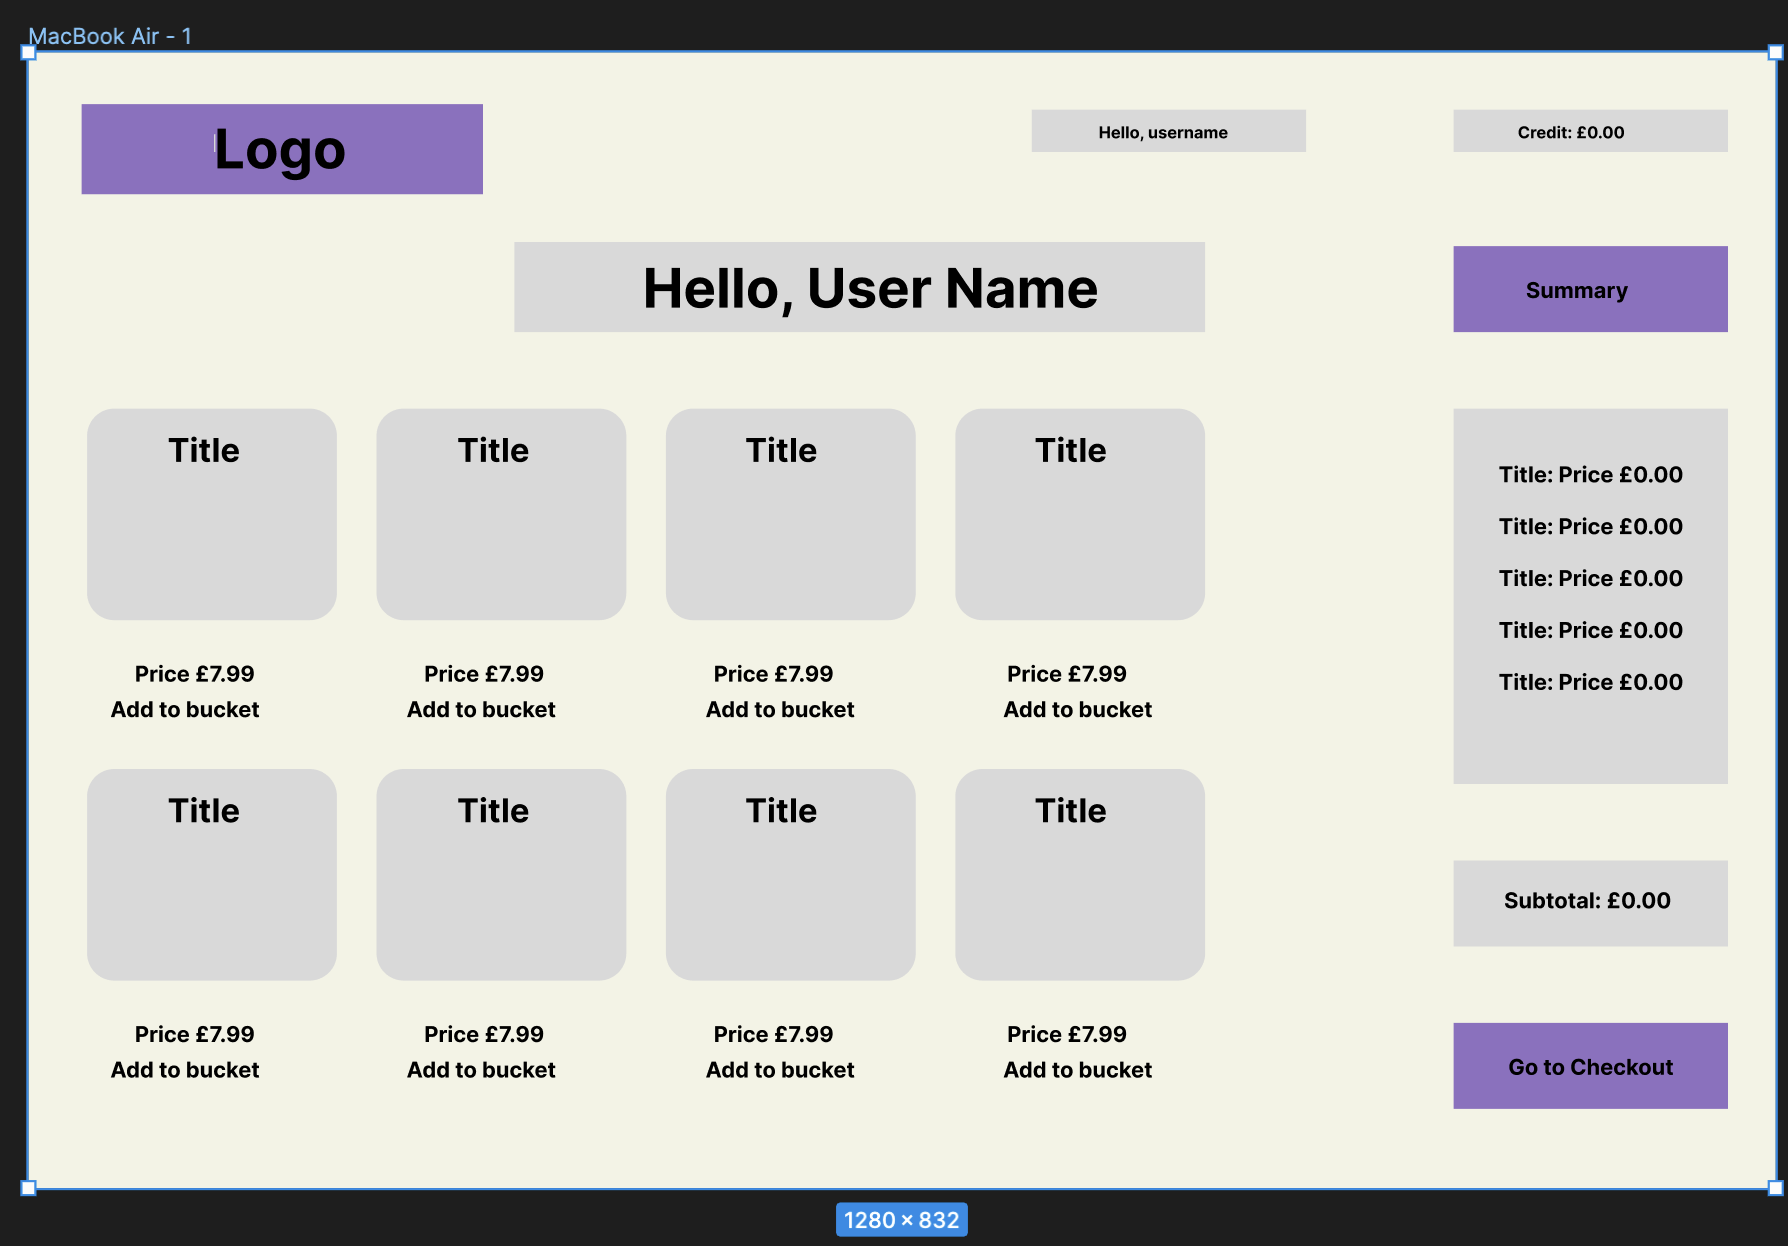 MacBook Air - 1
Logo
Hello, username
Credit: £0.00
Hello, User Name
Summary
Title
Title
Title
Title
Price £7.99
Price £7.99
Price £7.99
Price £7.99
Add to bucket
Add to bucket
Add to bucket
Add to bucket
Title
Title
Title
Title
Price £7.99
Price £7.99
Price £7.99
Price £7.99
Add to bucket
Add to bucket
Add to bucket
Add to bucket
Title: Price £0.00
Title: Price £0.00
Title: Price £0.00
Title: Price £0.00
Title: Price £0.00
Subtotal: £0.00
Go to Checkout
1280 × 832